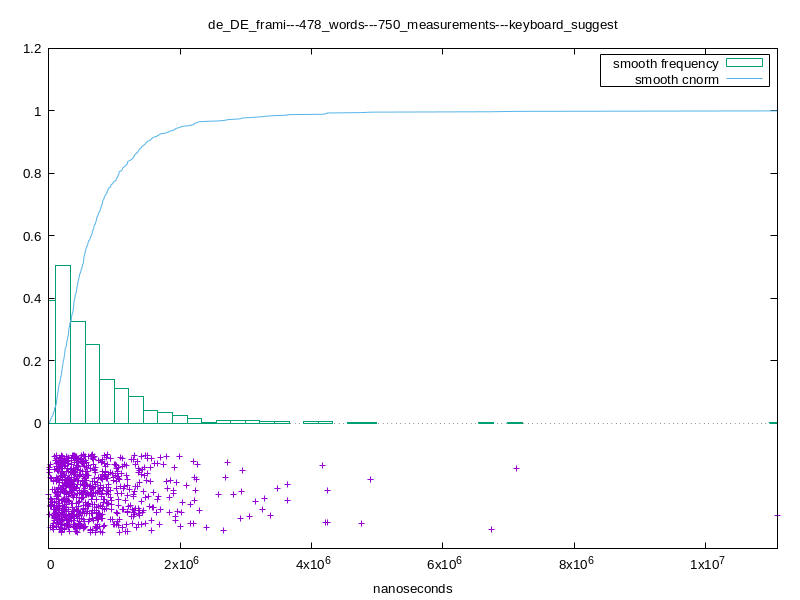 de_DE_frami---478_words---750_measurements---keyboard_suggest
1.2
smooth frequency
smooth cnorm
1
0.8
0.6
0.4
0.2
0
0 2x10^6 4x10^6 6x10^6 8x10^6 1x10^7
nanoseconds